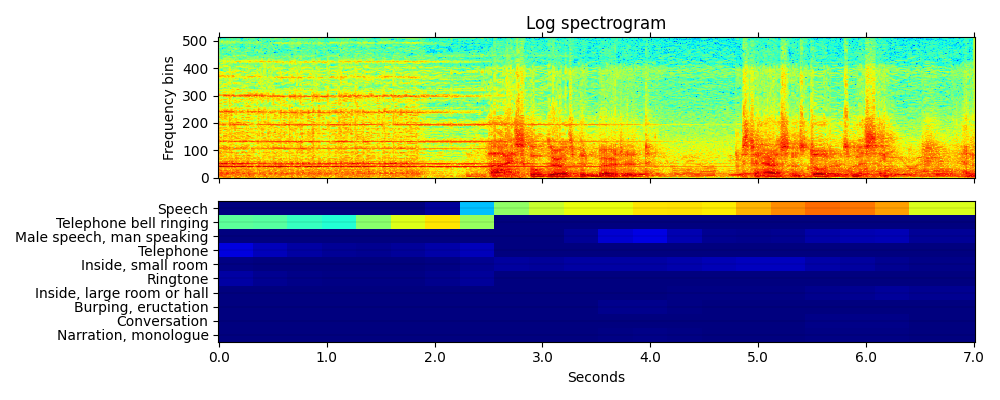 Log spectrogram
500
400
300
200
100
0
Frequency bins
Speech
Telephone bell ringing
Male speech, man speaking
Telephone
Inside, small room
Ringtone
Inside, large room or hall
Burping, eructation
Conversation
Narration, monologue
0.0 1.0 2.0 3.0 4.0 5.0 6.0 7.0
Seconds